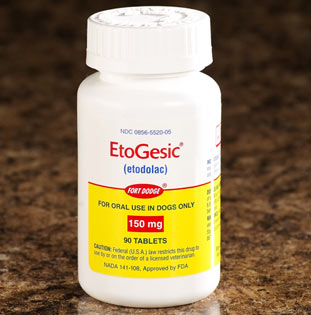 NDC 0856-5520-05
EtoGesic®
(etodolac)
FORT DODGE®
FOR ORAL USE IN DOGS ONLY
150 mg
90 TABLETS
CAUTION: Federal (U.S.A.) law restricts this drug to
use by or on the order of a licensed veterinarian.
NADA 141-108, Approved by FDA